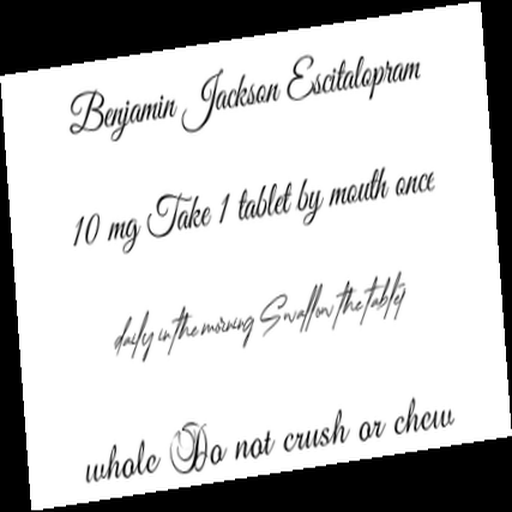 Benjamin Jackson Escitalopram
10 mg Take 1 tablet by mouth once
daily in the morning Swallow the tablet
whole Do not crush or chew